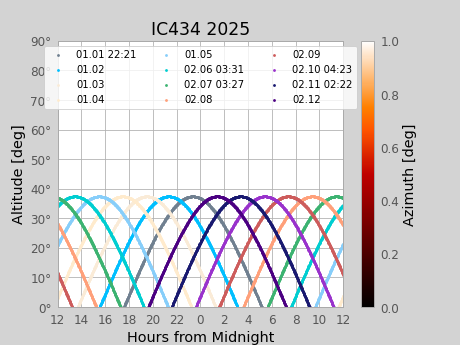 IC434 2025
90°
80°
70°
60°
50°
40°
30°
20°
10°
0°
Altitude [deg]
01.01 22:21 01.05 02.09
01.02 02.06 03:31 02.10 04:23
01.03 02.07 03:27 02.11 02:22
01.04 02.08 02.12
12 14 16 18 20 22 0 2 4 6 8 10 12
Hours from Midnight
1.0
0.8
0.6
0.4
0.2
0.0
Azimuth [deg]